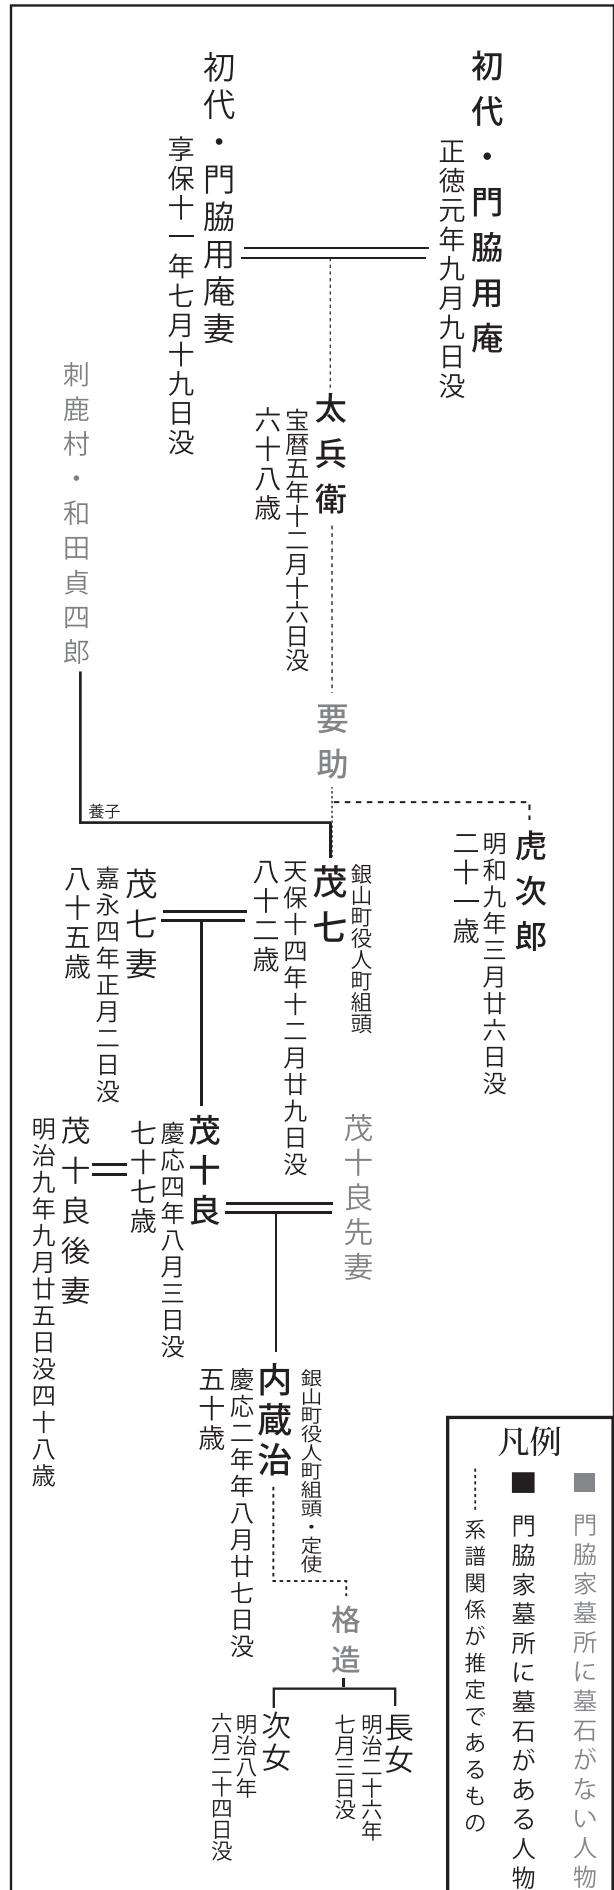 初代・門脇用庵
正徳元年九月九日没
初代・門脇用庵妻
享保十一年七月十九日没
太兵衛
宝暦五年十二月十六日没
六十八歳
刺鹿村・和田貞四郎
要助
養子
虎次郎
明和九年三月廿六日没
二十一歳
銀山町役人町組頭
茂七
天保十四年十二月廿九日没
八十二歳
茂七妻
嘉永四年正月二日没
八十五歳
茂十良先妻
茂十良
慶応四年八月三日没
七十七歳
茂十良後妻
明治九年九月廿五日没四十八歳
銀山町役人町組頭・定使
内蔵治
慶応二年年八月廿七日没
五十歳
格造
長女
明治二十六年
七月三日没
次女
明治八年
六月二十四日没
凡例
門脇家墓所に墓石がない人物
門脇家墓所に墓石がある人物
系譜関係が推定であるもの